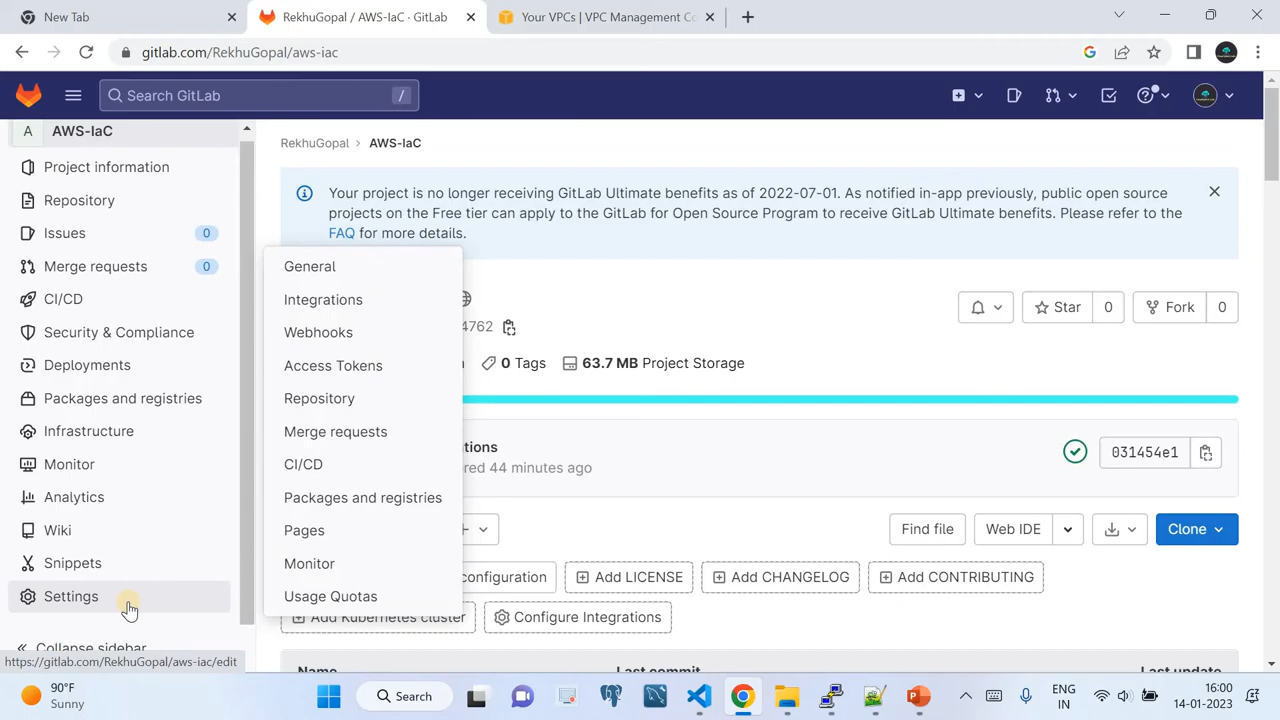 New Tab
RekhuGopal / AWS-IaC · GitLab
Your VPCs | VPC Management Co
gitlab.com/RekhuGopal/aws-iac
Search GitLab
/
A
AWS-IaC
Project information
Repository
Issues
0
Merge requests
0
CI/CD
Security & Compliance
Deployments
Packages and registries
Infrastructure
Monitor
Analytics
Wiki
Snippets
Settings
Collapse sidebar
https://gitlab.com/RekhuGopal/aws-iac/edit
General
Integrations
Webhooks
Access Tokens
Repository
Merge requests
CI/CD
Packages and registries
Pages
Monitor
Usage Quotas
RekhuGopal > AWS-IaC
Your project is no longer receiving GitLab Ultimate benefits as of 2022-07-01. As notified in-app previously, public open source
projects on the Free tier can apply to the GitLab for Open Source Program to receive GitLab Ultimate benefits. Please refer to the
FAQ for more details.
Star
0
Fork
0
4762
0 Tags
63.7 MB Project Storage
ations
ered 44 minutes ago
031454e1
Find file
Web IDE
Clone
configuration
Add LICENSE
Add CHANGELOG
Add CONTRIBUTING
Add Kubernetes cluster
Configure Integrations
Name
Last commit
Last update
90°F
Sunny
Search
ENG
IN
16:00
14-01-2023